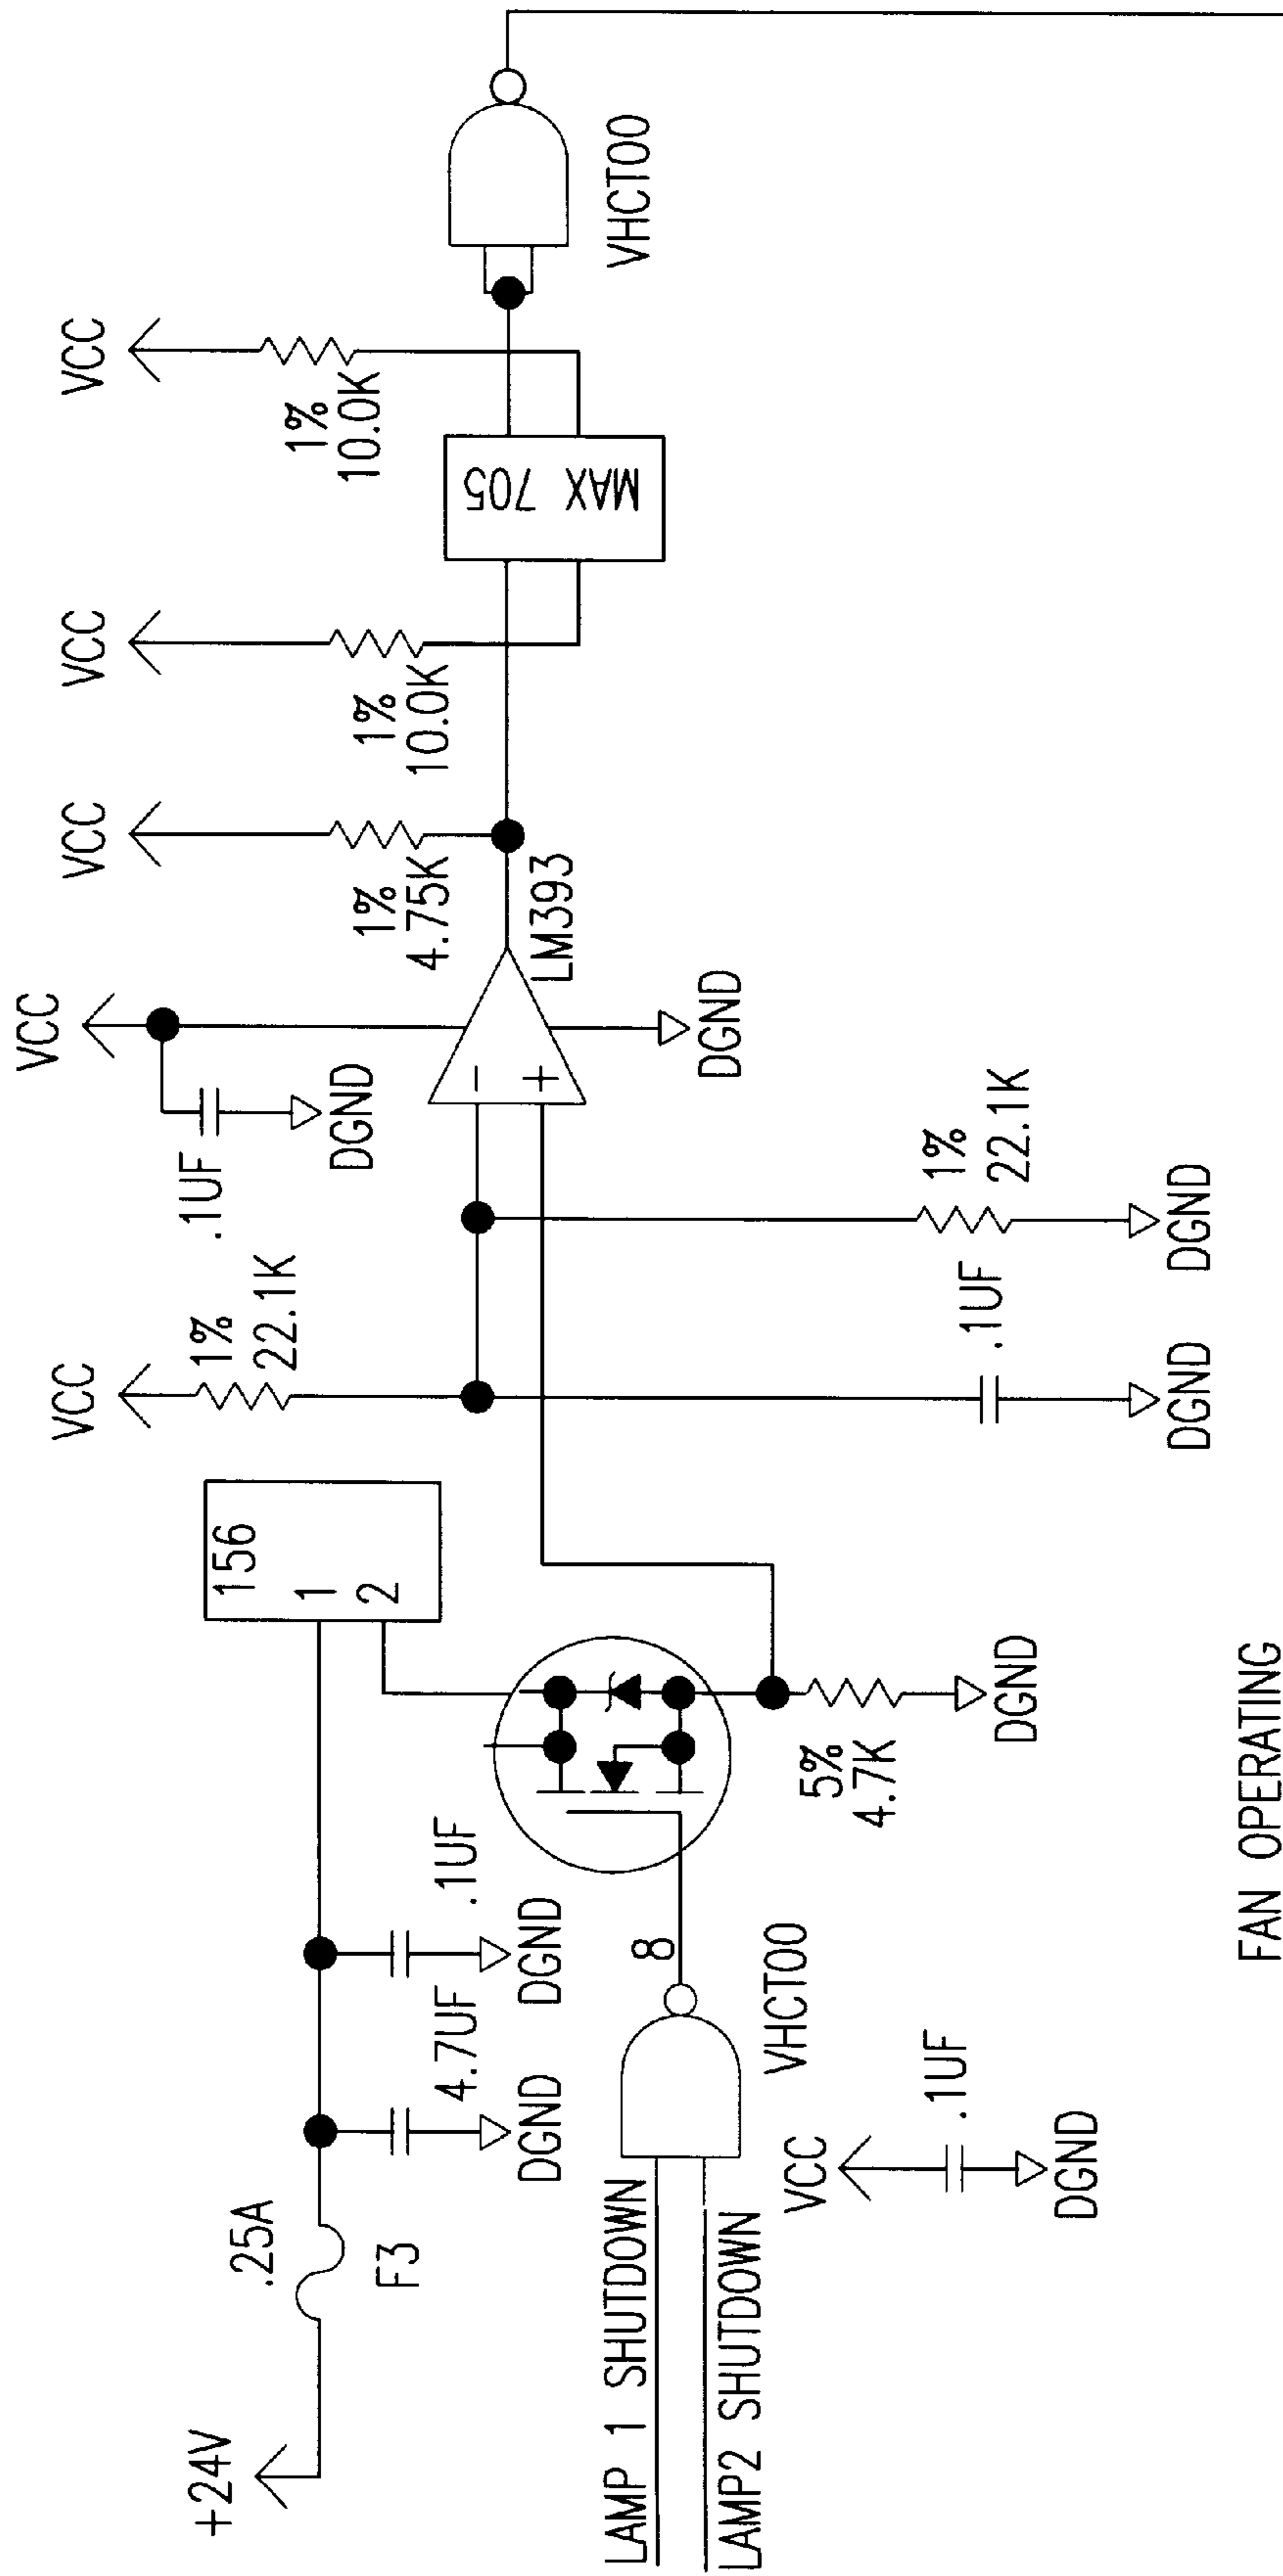 +24V
.25A
F3
4.7UF
DGND
.1UF
DGND
156
1
2
LAMP 1 SHUTDOWN
LAMP2 SHUTDOWN
8
VHCT00
VCC
.1UF
DGND
5%
4.7K
DGND
VCC
1%
22.1K
.1UF
DGND
1%
22.1K
DGND
VCC
.1UF
DGND
-
+
LM393
DGND
VCC
1%
4.75K
VCC
1%
10.0K
MAX 705
VCC
1%
10.0K
VHCT00
FAN OPERATING